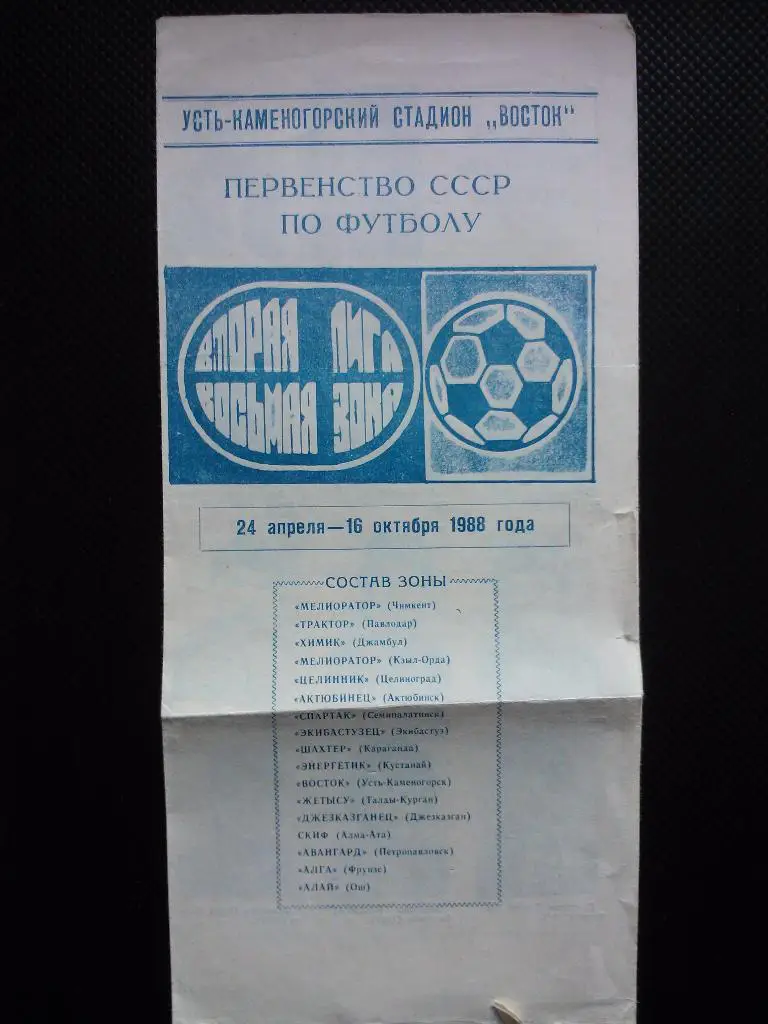 УСТЬ-КАМЕНОГОРСКИЙ СТАДИОН „ВОСТОК"
ПЕРВЕНСТВО СССР
ПО ФУТБОЛУ
ВТОРАЯ ЛИГА
ВОСЬМАЯ ЗОНА
24 апреля—16 октября 1988 года
СОСТАВ ЗОНЫ
«МЕЛИОРАТОР» (Чимкент)
«ТРАКТОР» (Павлодар)
«ХИМИК» (Джамбул)
«МЕЛИОРАТОР» (Кзыл-Орда)
«ЦЕЛИННИК» (Целиноград)
«АКТЮБИНЕЦ» (Актюбинск)
«СПАРТАК» (Семипалатинск)
«ЭКИБАСТУЗЕЦ» (Экибастуз)
«ШАХТЕР» (Караганда)
«ЭНЕРГЕТИК» (Кустанай)
«ВОСТОК» (Усть-Каменогорск)
«ЖЕТЫСУ» (Талды-Курган)
«ДЖЕЗКАЗГАНЕЦ» (Джезказган)
СКИФ (Алма-Ата)
«АВАНГАРД» (Петропавловск)
«АЛГА» (Фрунзе)
«АЛАЙ» (Ош)